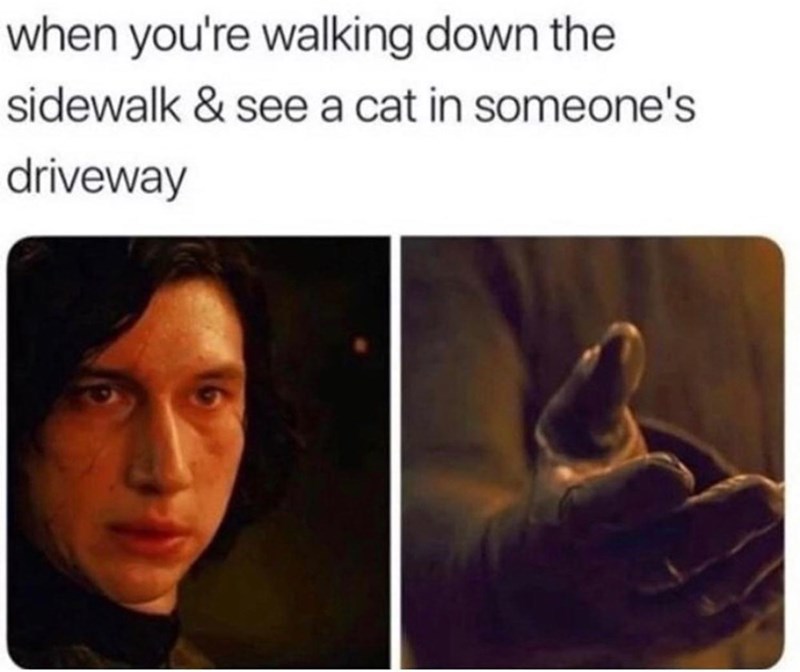 when you're walking down the
sidewalk & see a cat in someone's
driveway